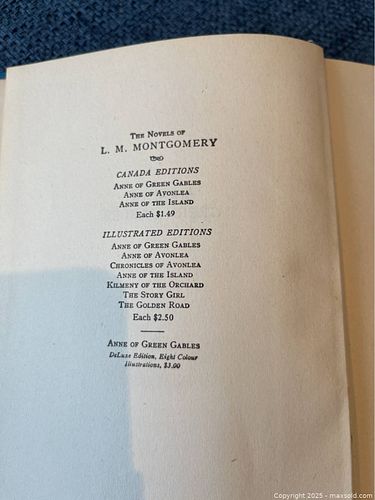 The Novels of
L. M. MONTGOMERY
CANADA EDITIONS
Anne of Green Gables
Anne of Avonlea
Anne of the Island
Each $1.49
ILLUSTRATED EDITIONS
Anne of Green Gables
Anne of Avonlea
Chronicles of Avonlea
Anne of the Island
Kilmeny of the Orchard
The Story Girl
The Golden Road
Each $2.50
Anne of Green Gables
DeLuxe Edition, Eight Colour
Illustrations, $3.00
Copyright 2025 - maxsold.com